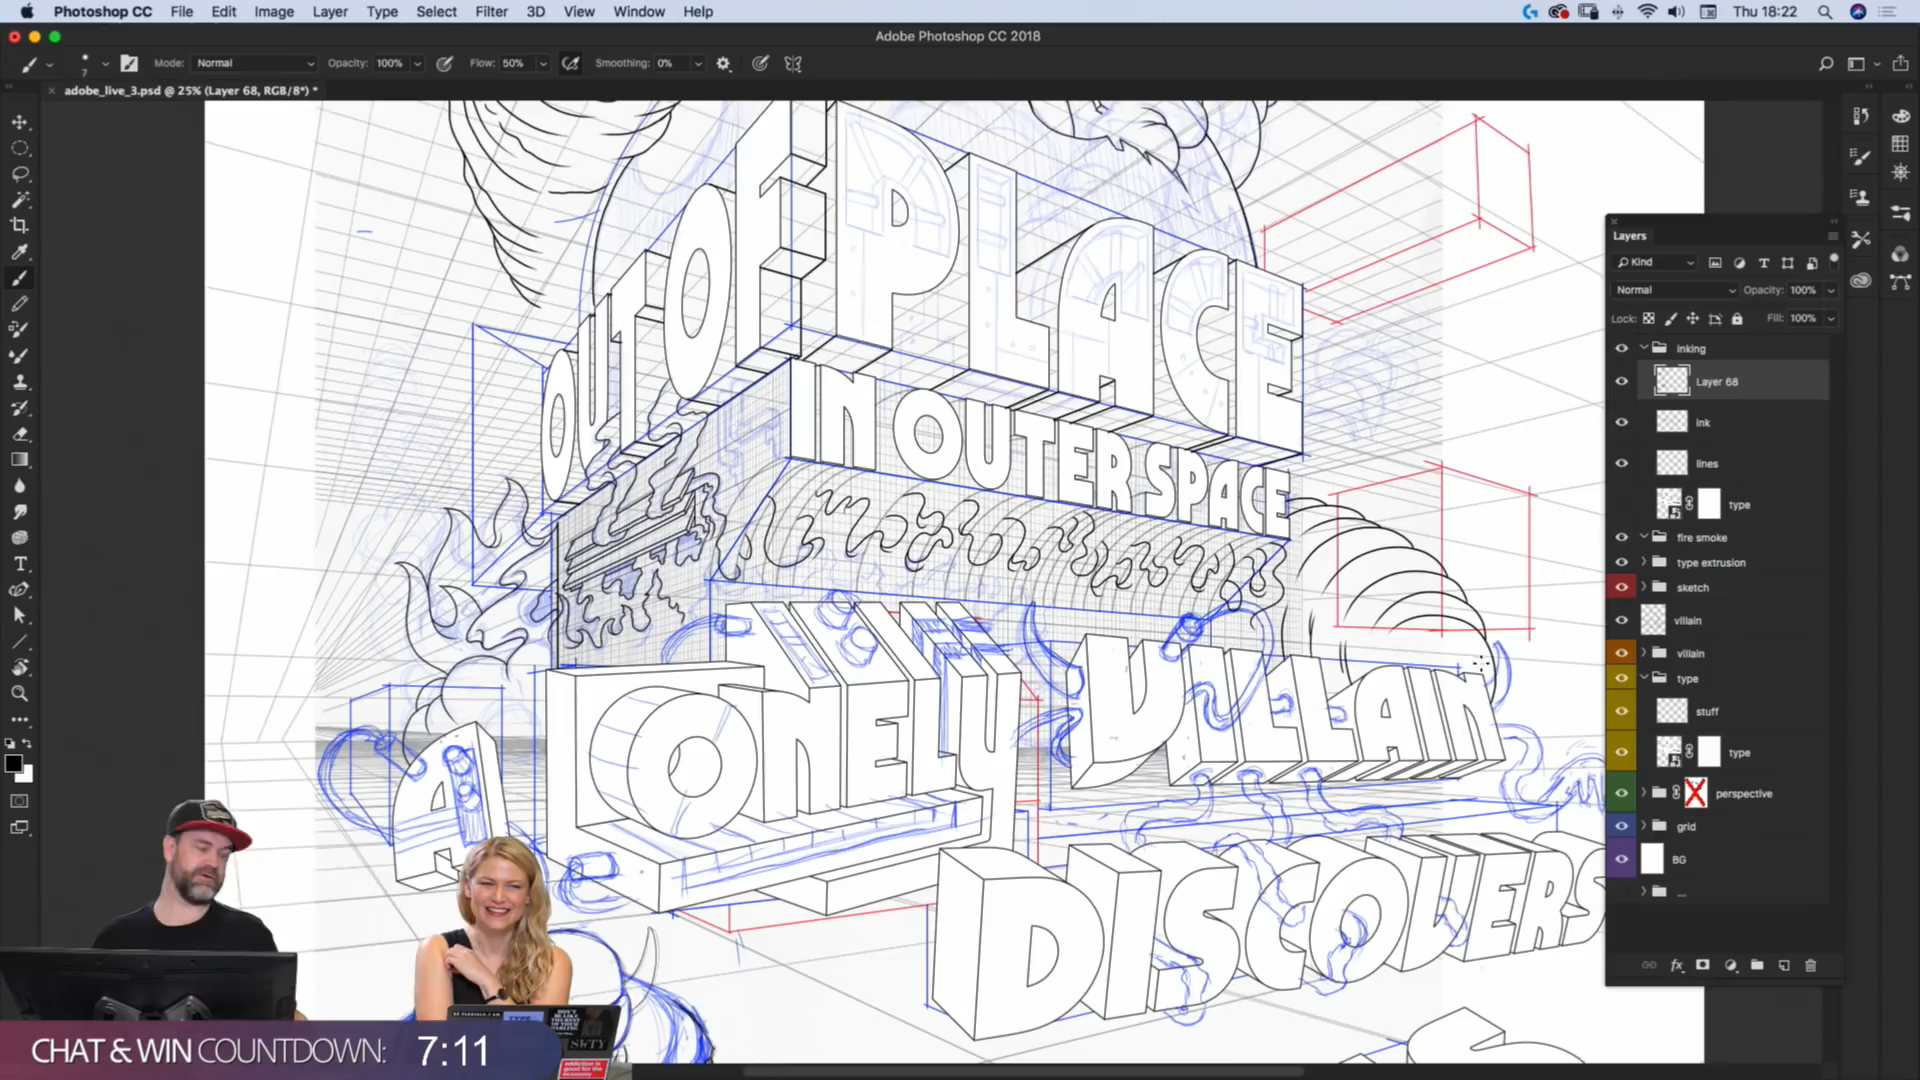 Photoshop CC File Edit Image Layer Type Select Filter 3D View Window Help Thu 18:22
Adobe Photoshop CC 2018
7 Mode: Normal Opacity: 100% Flow: 50% Smoothing: 0%
adobe_live_3.psd @ 25% (Layer 68, RGB/8*) *
OUT OF PLACE
IN OUTER SPACE
A LONELY VILLAIN
DISCOVERS
Layers
Kind
Normal Opacity: 100%
Lock: Fill: 100%
inking
Layer 68
Ink
lines
type
fire smoke
type extrusion
sketch
villain
villain
type
stuff
type
perspective
grid
BG
...
fx
CHAT & WIN COUNTDOWN: 7:11